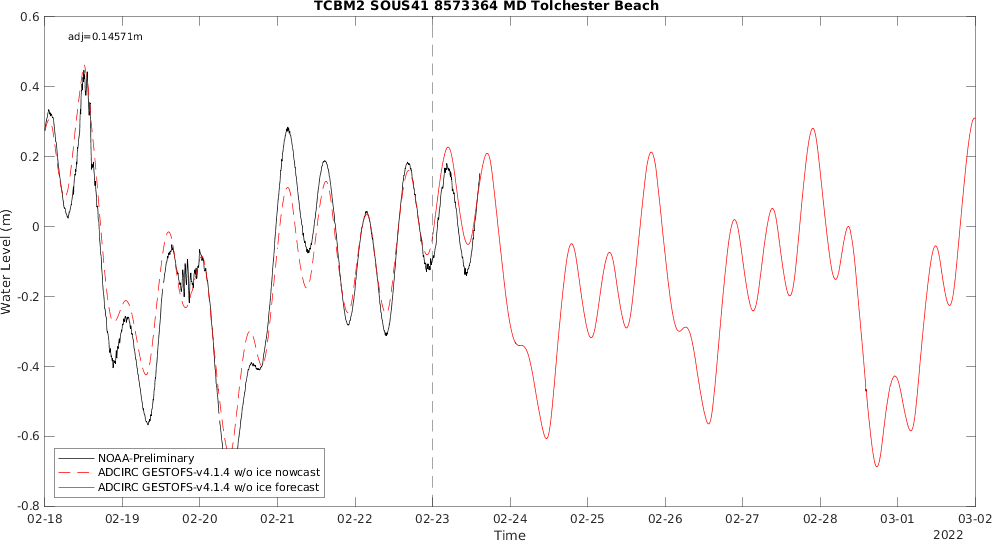 TCBM2 SOUS41 8573364 MD Tolchester Beach
adj=0.14571m
0.6
0.4
0.2
0
-0.2
-0.4
-0.6
-0.8
Water Level (m)
NOAA-Preliminary
ADCIRC GESTOFS-v4.1.4 w/o ice nowcast
ADCIRC GESTOFS-v4.1.4 w/o ice forecast
02-18 02-19 02-20 02-21 02-22 02-23 02-24 02-25 02-26 02-27 02-28 03-01 03-02
Time
2022